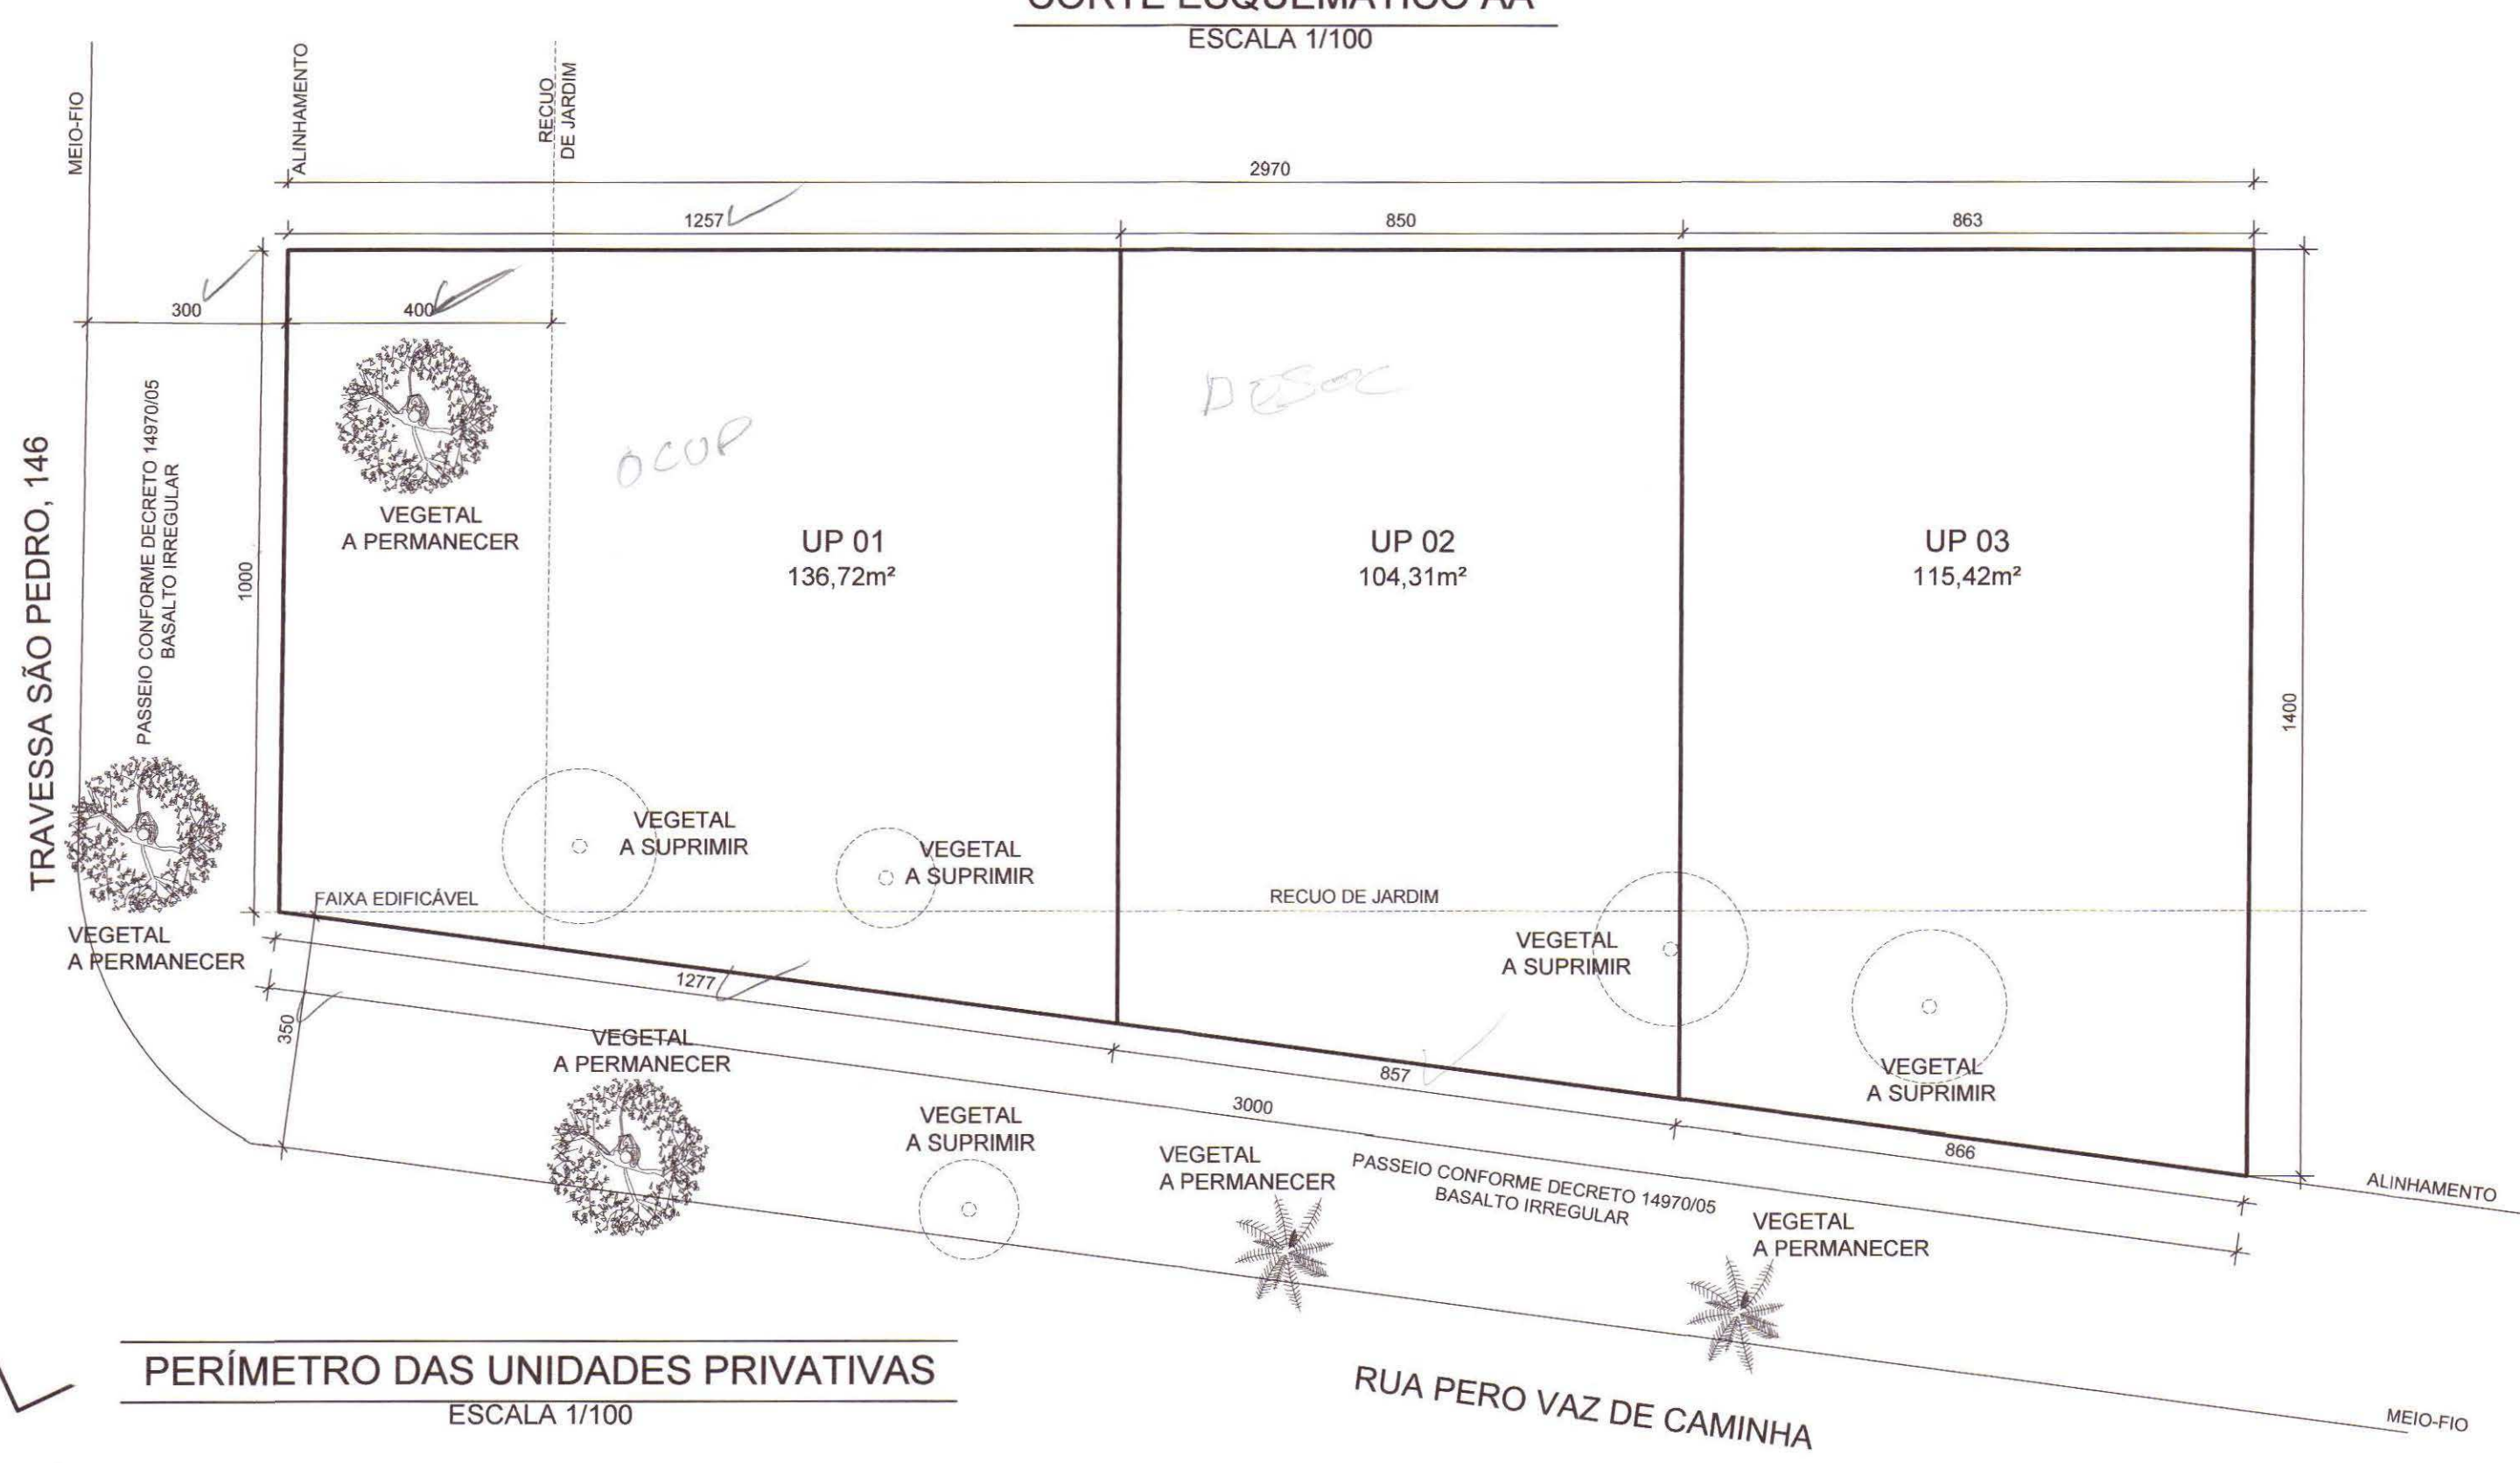 CORTE ESQUEMÁTICO AA
ESCALA 1/100
MEIO-FIO
ALINHAMENTO
RECUO
DE JARDIM
2970
1257
850
863
300
400
OCUP
DESOC
TRAVESSA SÃO PEDRO, 146
PASSEIO CONFORME DECRETO 14970/05
BASALTO IRREGULAR
1000
VEGETAL
A PERMANECER
UP 01
136,72m²
UP 02
104,31m²
UP 03
115,42m²
1400
VEGETAL
A SUPRIMIR
VEGETAL
A SUPRIMIR
FAIXA EDIFICÁVEL
RECUO DE JARDIM
VEGETAL
A PERMANECER
VEGETAL
A SUPRIMIR
1277
350
VEGETAL
A PERMANECER
857
VEGETAL
A SUPRIMIR
3000
VEGETAL
A SUPRIMIR
866
VEGETAL
A PERMANECER
PASSEIO CONFORME DECRETO 14970/05
BASALTO IRREGULAR
ALINHAMENTO
VEGETAL
A PERMANECER
PERÍMETRO DAS UNIDADES PRIVATIVAS
ESCALA 1/100
RUA PERO VAZ DE CAMINHA
MEIO-FIO